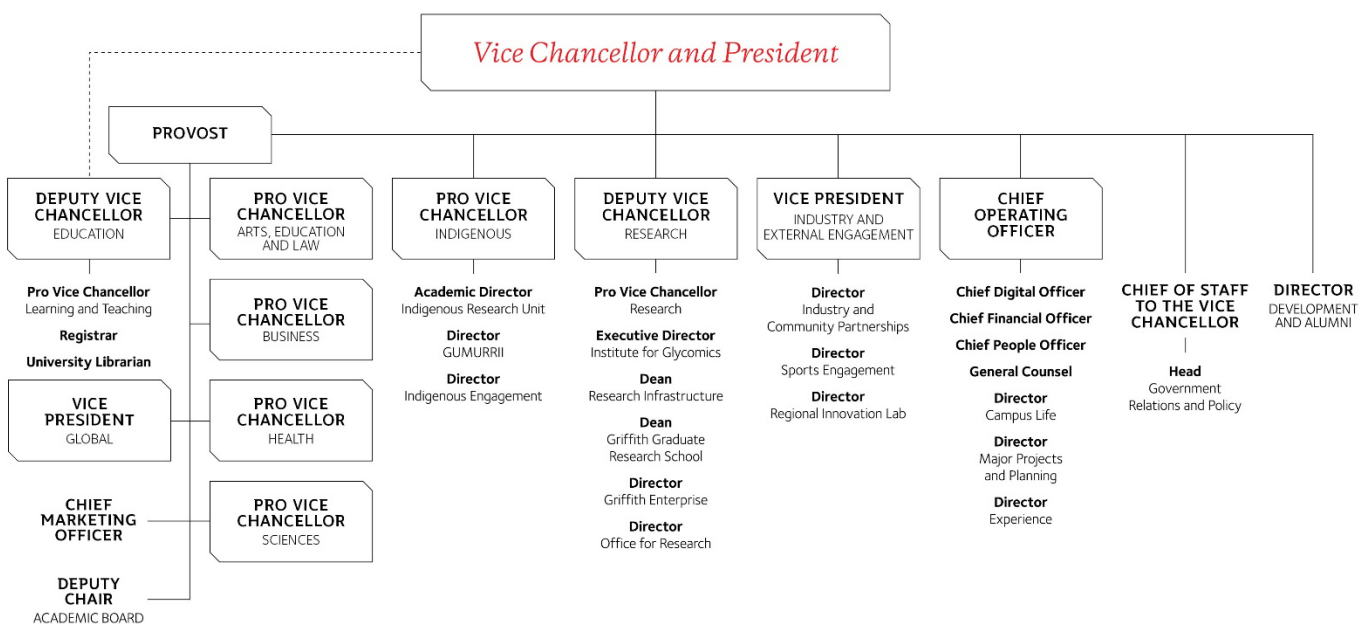 Vice Chancellor and President
PROVOST
DEPUTY VICE
CHANCELLOR
EDUCATION
Pro Vice Chancellor
Learning and Teaching
Registrar
University Librarian
VICE
PRESIDENT
GLOBAL
CHIEF
MARKETING
OFFICER
DEPUTY
CHAIR
ACADEMIC BOARD
PRO VICE
CHANCELLOR
ARTS, EDUCATION
AND LAW
PRO VICE
CHANCELLOR
BUSINESS
PRO VICE
CHANCELLOR
HEALTH
PRO VICE
CHANCELLOR
SCIENCES
PRO VICE
CHANCELLOR
INDIGENOUS
Academic Director
Indigenous Research Unit
Director
GUMURRII
Director
Indigenous Engagement
DEPUTY VICE
CHANCELLOR
RESEARCH
Pro Vice Chancellor
Research
Executive Director
Institute for Glycomics
Dean
Research Infrastructure
Dean
Griffith Graduate
Research School
Director
Griffith Enterprise
Director
Office for Research
VICE PRESIDENT
INDUSTRY AND
EXTERNAL ENGAGEMENT
Director
Industry and
Community Partnerships
Director
Sports Engagement
Director
Regional Innovation Lab
CHIEF
OPERATING
OFFICER
Chief Digital Officer
Chief Financial Officer
Chief People Officer
General Counsel
Director
Campus Life
Director
Major Projects
and Planning
Director
Experience
CHIEF OF STAFF
TO THE VICE
CHANCELLOR
Head
Government
Relations and Policy
DIRECTOR
DEVELOPMENT
AND ALUMNI